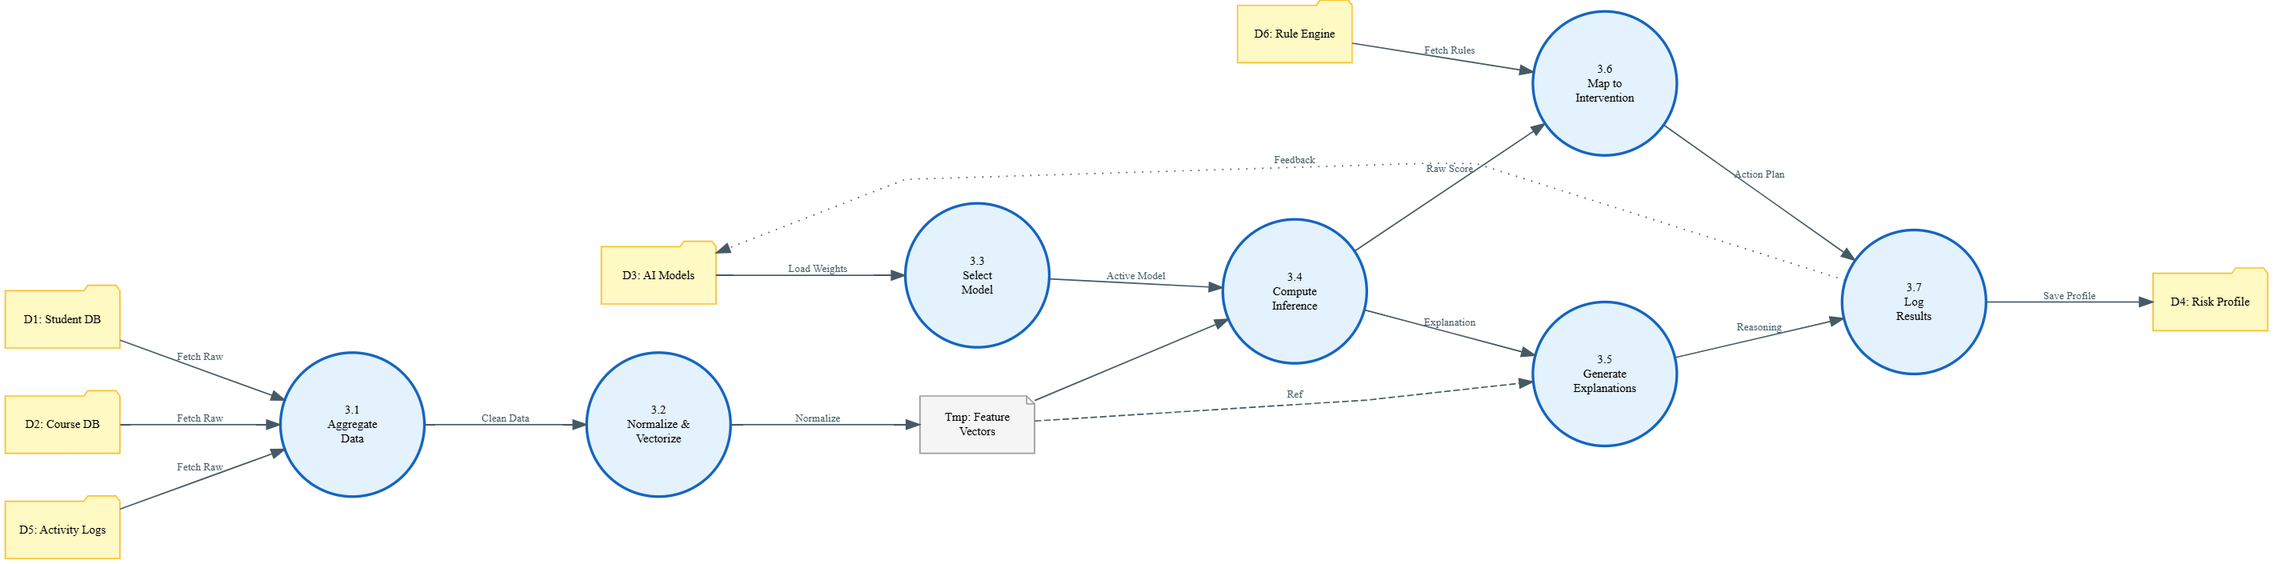 D6: Rule Engine
Fetch Rules
3.6
Map to
Intervention
Feedback
Raw Score
Action Plan
D3: AI Models
Load Weights
3.3
Select
Model
Active Model
3.4
Compute
Inference
Explanation
3.5
Generate
Explanations
Reasoning
3.7
Log
Results
Save Profile
D4: Risk Profile
D1: Student DB
Fetch Raw
D2: Course DB
Fetch Raw
D5: Activity Logs
Fetch Raw
3.1
Aggregate
Data
Clean Data
3.2
Normalize &
Vectorize
Normalize
Tmp: Feature
Vectors
Ref